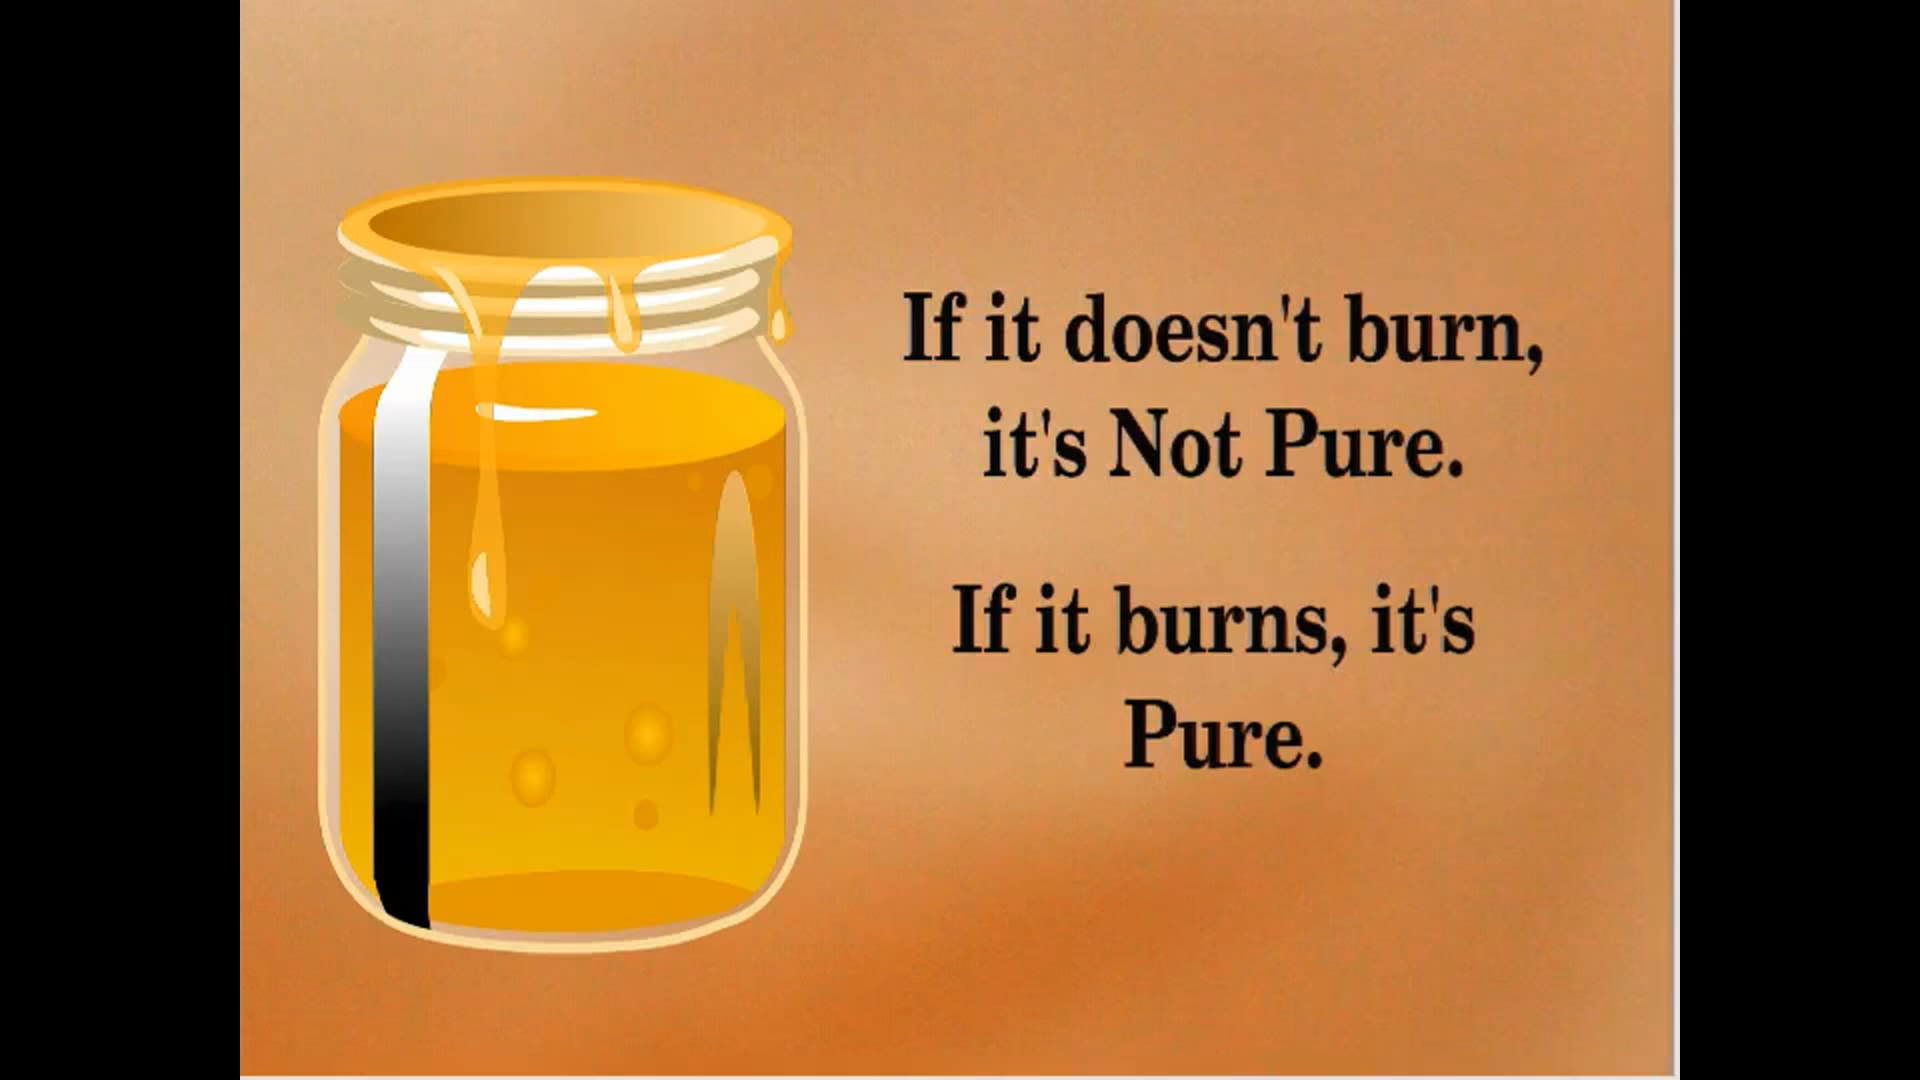 If it doesn't burn,
it's Not Pure.
If it burns, it's
Pure.